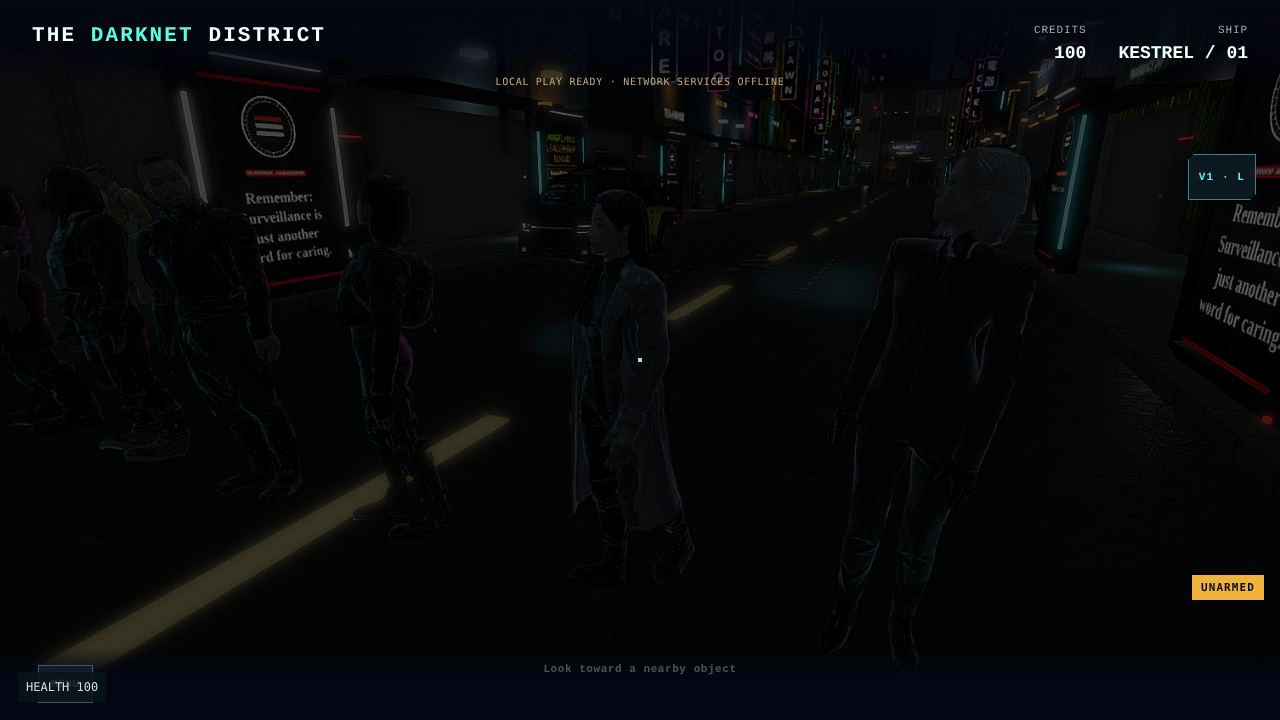 THE DARKNET DISTRICT
CREDITS
100
SHIP
KESTREL / 01
LOCAL PLAY READY · NETWORK SERVICES OFFLINE
V1 · L
Remember:
Surveillance is
just another
word for caring.
Rememb
Surveillanc
just another
word for caring.
PAWN
BARS
HOTEL
UNARMED
Look toward a nearby object
HEALTH 100